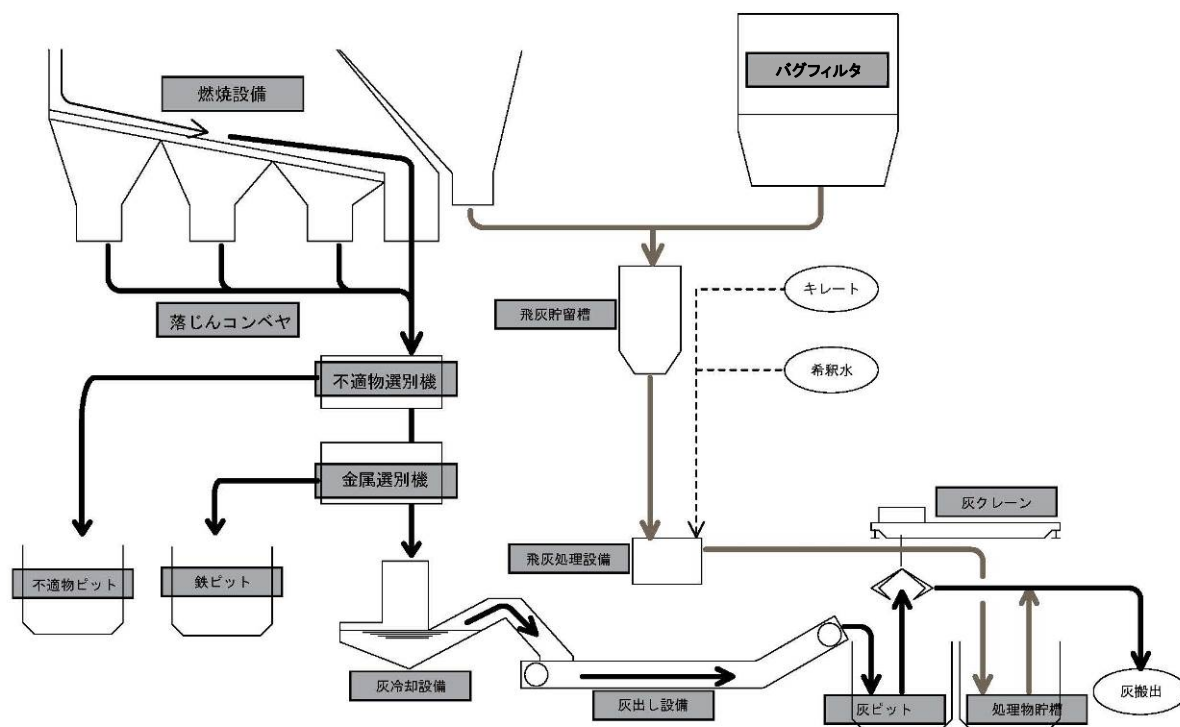 バグフィルタ
燃焼設備
キレート
飛灰貯留槽
落じんコンベヤ
希釈水
不適物選別機
金属選別機
灰クレーン
飛灰処理設備
不適物ピット
鉄ピット
灰冷却設備
灰出し設備
灰ピット
処理物貯槽
灰搬出